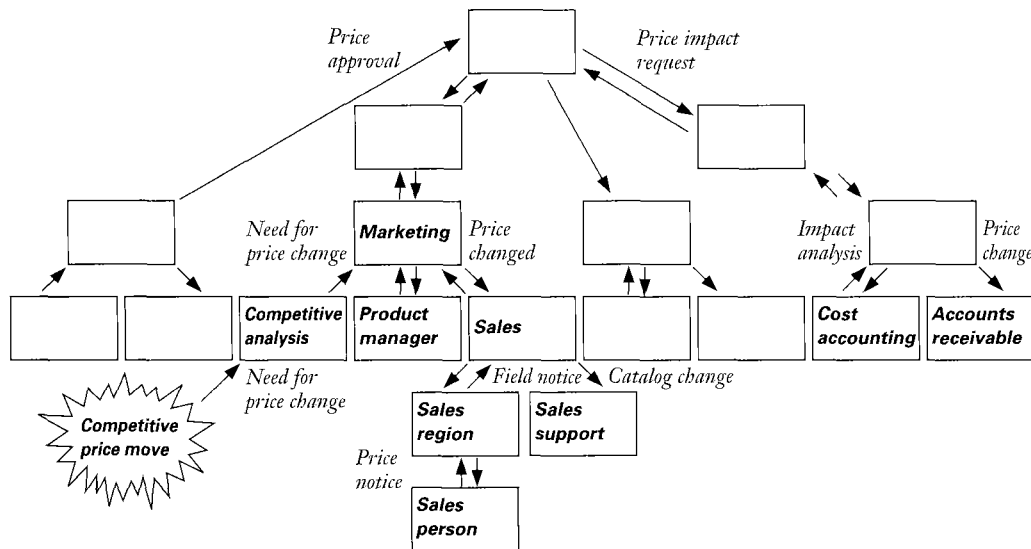 Price
approval
Price impact
request
Need for
price change
Marketing
Price
changed
Impact
analysis
Price
change
Competitive
analysis
Product
manager
Sales
Cost
accounting
Accounts
receivable
Need for
price change
Field notice
Catalog change
Competitive
price move
Sales
region
Sales
support
Price
notice
Sales
person